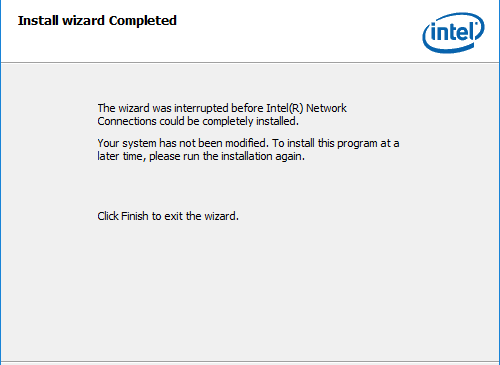 Install wizard Completed
intel
The wizard was interrupted before Intel(R) Network
Connections could be completely installed.
Your system has not been modified. To install this program at a
later time, please run the installation again.
Click Finish to exit the wizard.